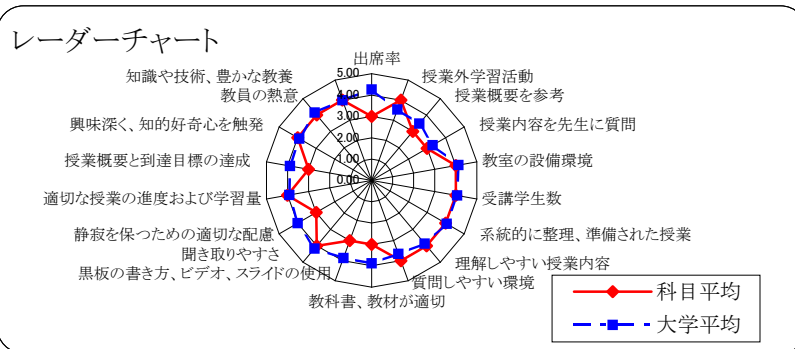 レーダーチャート
出席率
授業外学習活動
授業概要を参考
授業内容を先生に質問
教室の設備環境
受講学生数
系統的に整理、準備された授業
理解しやすい授業内容
質問しやすい環境
教科書、教材が適切
黒板の書き方、ビデオ、スライドの使用
聞き取りやすさ
静寂を保つための適切な配慮
適切な授業の進度および学習量
授業概要と到達目標の達成
興味深く、知的好奇心を触発
教員の熱意
知識や技術、豊かな教養
5.00
4.00
3.00
2.00
1.00
0.00
科目平均
大学平均